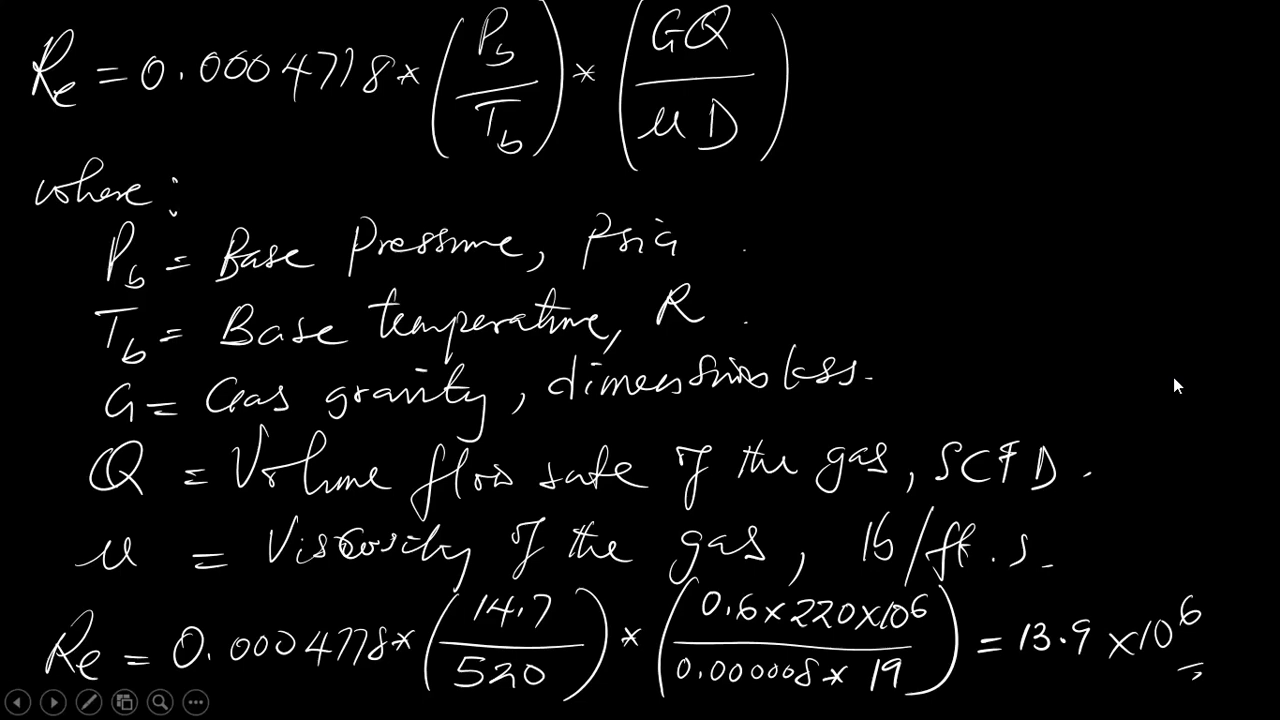 Re = 0.0004778 * (Pb / Tb) * (GQ / μD)
where:
Pb = Base Pressure, Psia.
Tb = Base temperature, R.
G = Gas gravity, dimensionless.
Q = Volume flow rate of the gas, SCFD.
μ = Viscosity of the gas, lb/ft.s.
Re = 0.0004778 * (14.7 / 520) * (0.6 × 220 × 10^6 / 0.000008 * 19) = 13.9 × 10^6